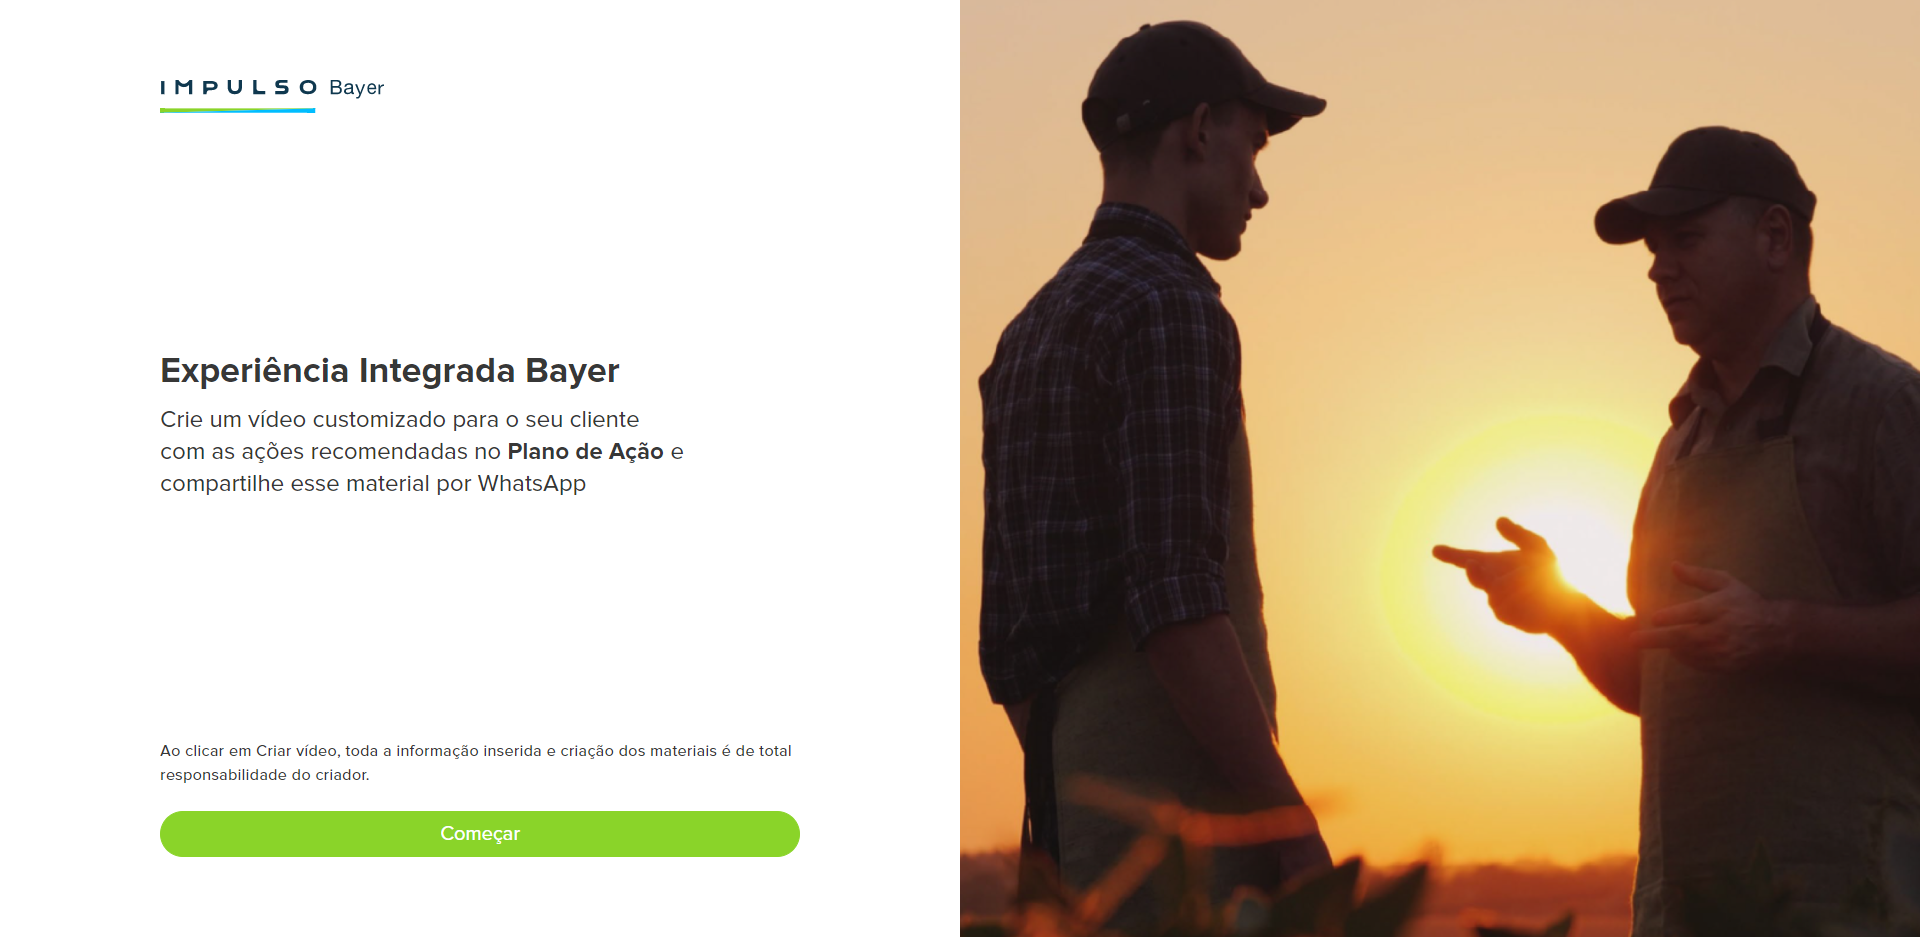 IMPULSO Bayer
Experiência Integrada Bayer
Crie um vídeo customizado para o seu cliente
com as ações recomendadas no Plano de Ação e
compartilhe esse material por WhatsApp
Ao clicar em Criar vídeo, toda a informação inserida e criação dos materiais é de total
responsabilidade do criador.
Começar